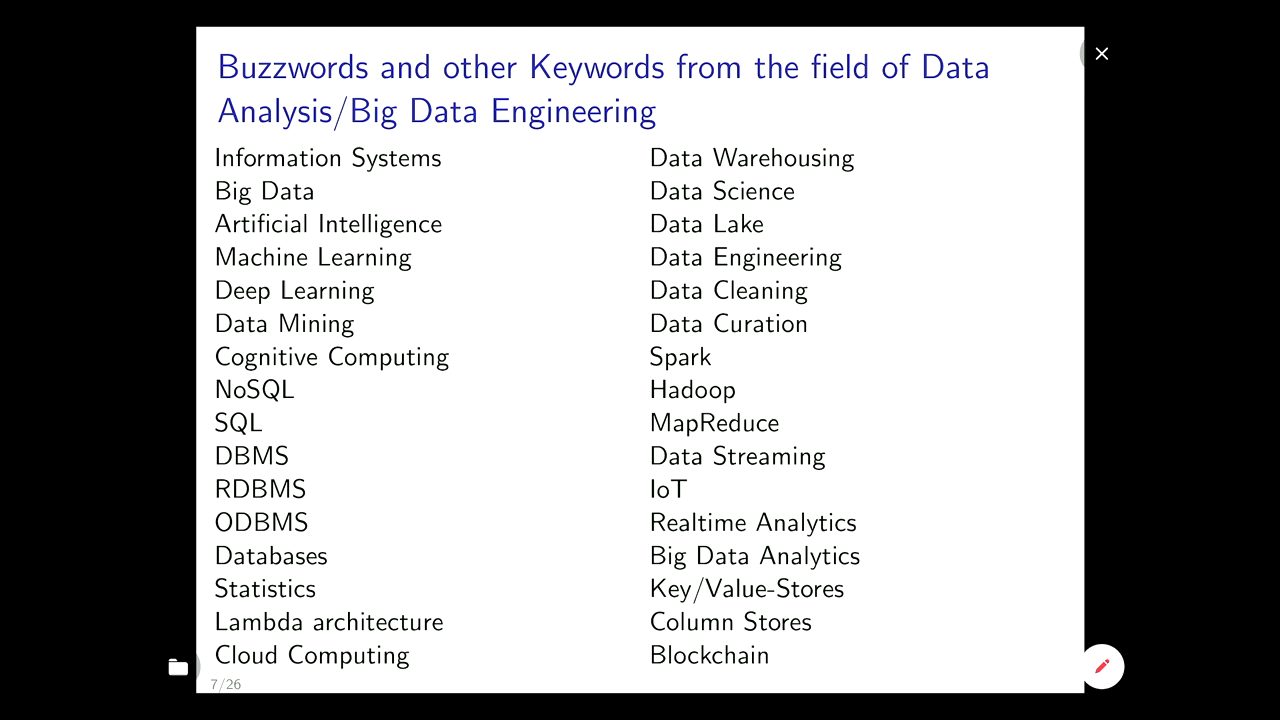 Buzzwords and other Keywords from the field of Data
Analysis/Big Data Engineering
Information Systems
Big Data
Artificial Intelligence
Machine Learning
Deep Learning
Data Mining
Cognitive Computing
NoSQL
SQL
DBMS
RDBMS
ODBMS
Databases
Statistics
Lambda architecture
Cloud Computing
Data Warehousing
Data Science
Data Lake
Data Engineering
Data Cleaning
Data Curation
Spark
Hadoop
MapReduce
Data Streaming
IoT
Realtime Analytics
Big Data Analytics
Key/Value-Stores
Column Stores
Blockchain
7/26